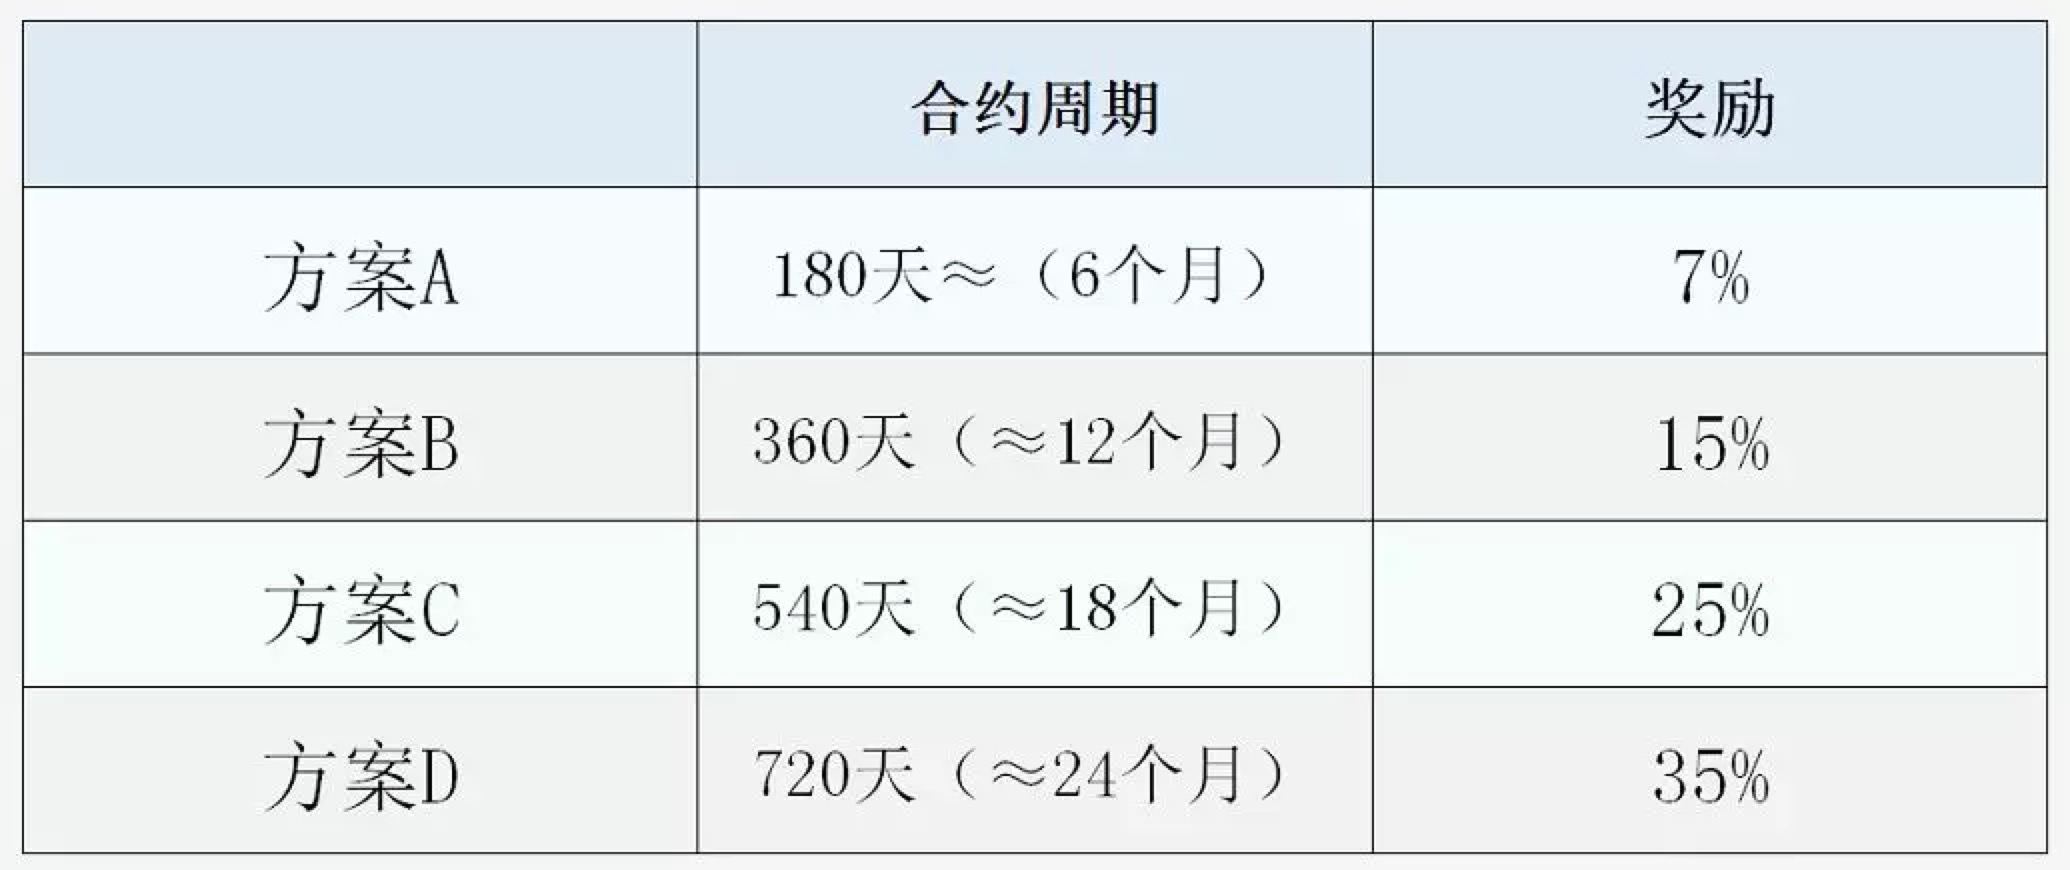 合约周期 奖励
方案A 180天≈（6个月） 7%
方案B 360天（≈12个月） 15%
方案C 540天（≈18个月） 25%
方案D 720天（≈24个月） 35%